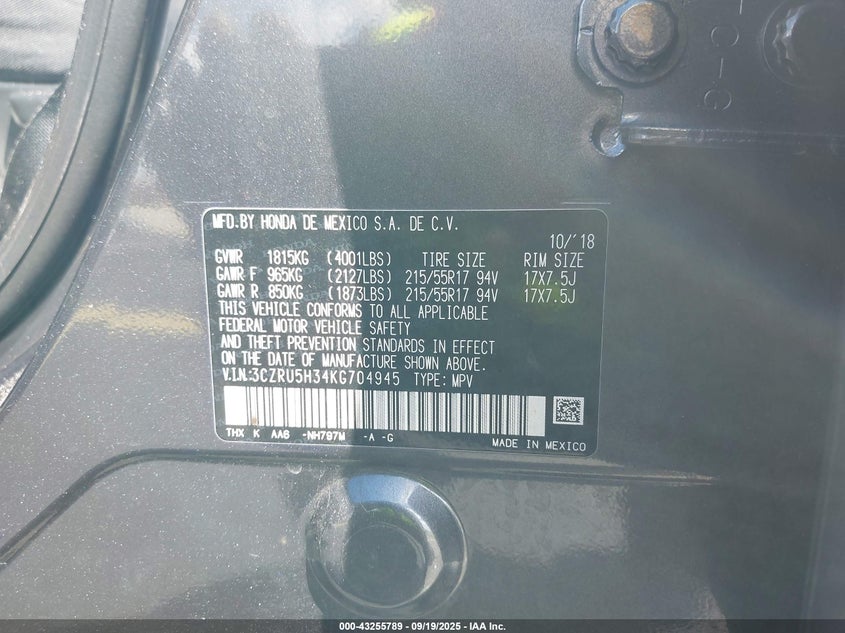 - C - G
MFD. BY HONDA DE MEXICO S.A. DE C.V.
10/'18
GVWR 1815KG (4001LBS) TIRE SIZE RIM SIZE
GAWR F 965KG (2127LBS) 215/55R17 94V 17X7.5J
GAWR R 850KG (1873LBS) 215/55R17 94V 17X7.5J
THIS VEHICLE CONFORMS TO ALL APPLICABLE
FEDERAL MOTOR VEHICLE SAFETY
AND THEFT PREVENTION STANDARDS IN EFFECT
ON THE DATE OF MANUFACTURE SHOWN ABOVE.
V.I.N.:3CZRU5H34KG704945 TYPE: MPV
THX K AAB -NH797M -A -G
MADE IN MEXICO
000-43255789 - 09/19/2025 - IAA Inc.